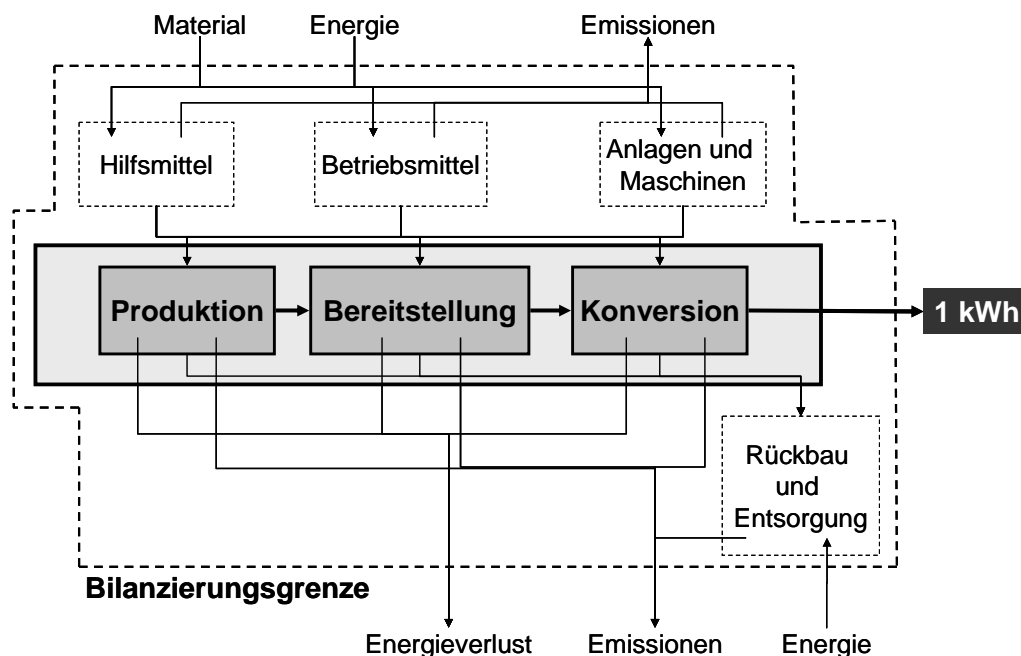 Material
Energie
Emissionen
Hilfsmittel
Betriebsmittel
Anlagen und
Maschinen
Produktion
Bereitstellung
Konversion
1 kWh
Rückbau
und
Entsorgung
Bilanzierungsgrenze
Energieverlust
Emissionen
Energie